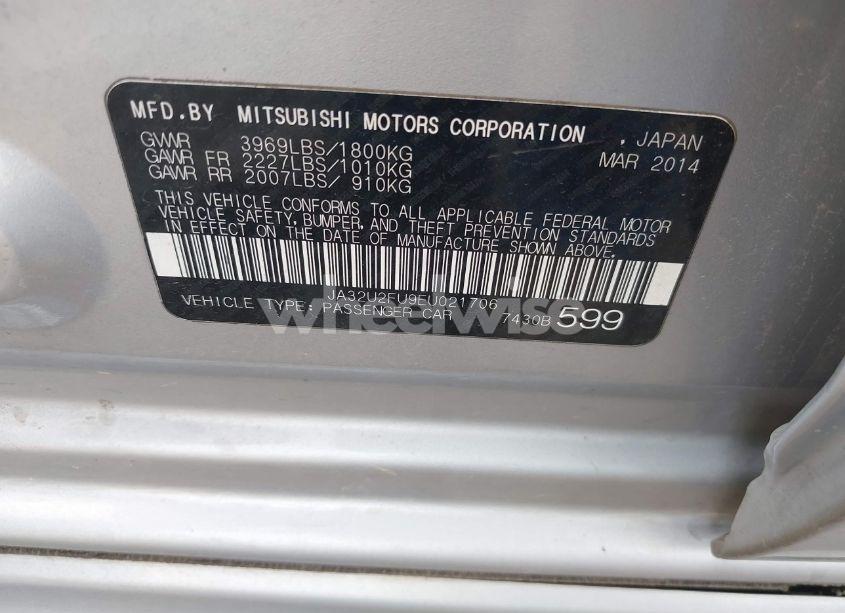 MFD.BY MITSUBISHI MOTORS CORPORATION , JAPAN
GVWR 3969LBS/1800KG MAR 2014
GAWR FR 2227LBS/1010KG
GAWR RR 2007LBS/ 910KG
THIS VEHICLE CONFORMS TO ALL APPLICABLE FEDERAL MOTOR
VEHICLE SAFETY, BUMPER, AND THEFT PREVENTION STANDARDS
IN EFFECT ON THE DATE OF MANUFACTURE SHOWN ABOVE.
JA32U2FU9EU021706
VEHICLE TYPE: PASSENGER CAR 7430B 599
wheelwise